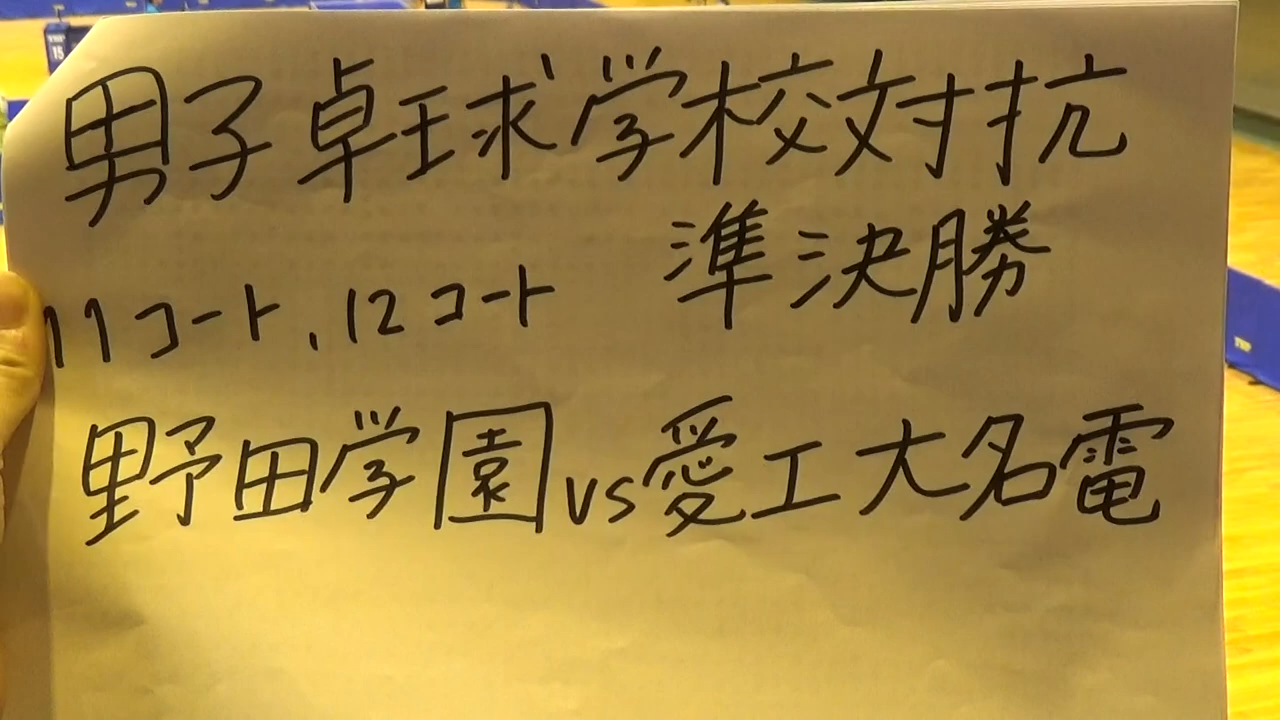 男子卓球学校対抗
準決勝
11コート、12コート
野田学園vs愛工大名電
15